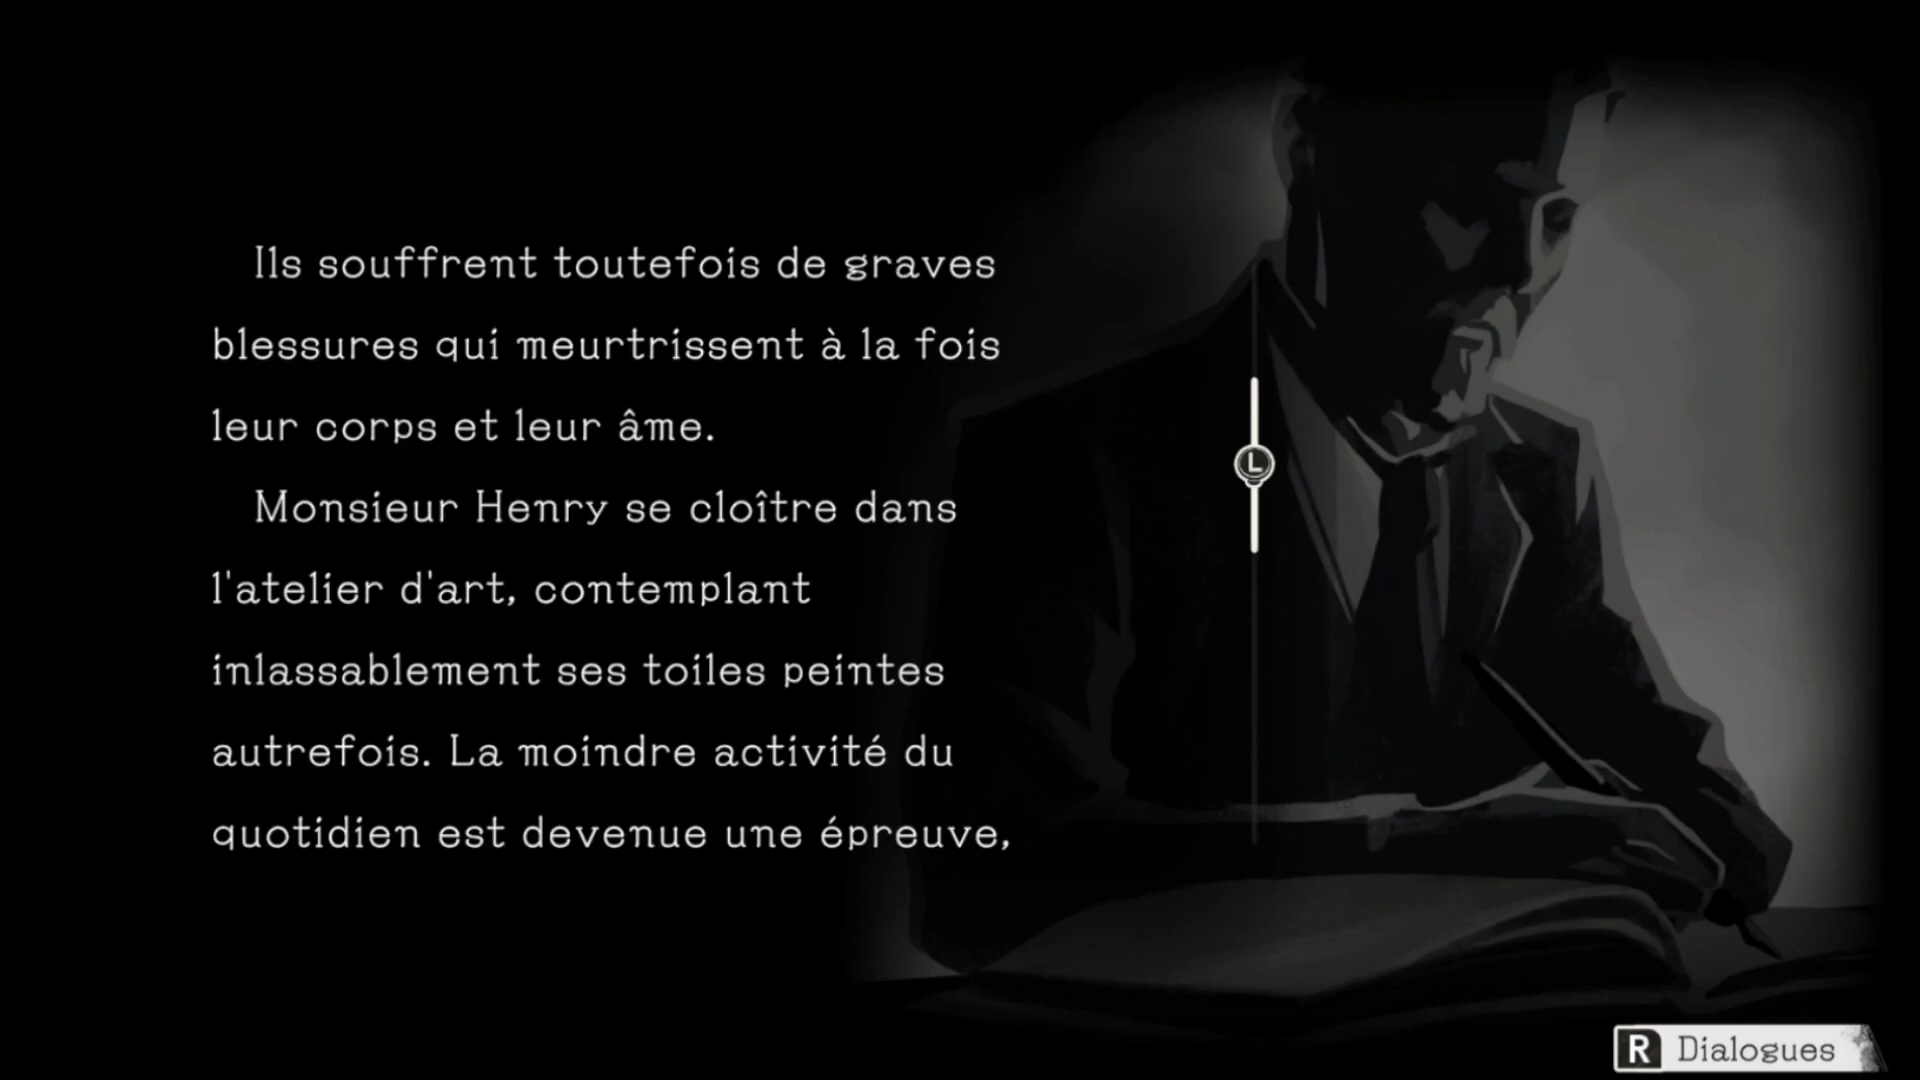 Ils souffrent toutefois de graves
blessures qui meurtrissent à la fois
leur corps et leur âme.
Monsieur Henry se cloître dans
l'atelier d'art, contemplant
inlassablement ses toiles peintes
autrefois. La moindre activité du
quotidien est devenue une épreuve,
L
R Dialogues